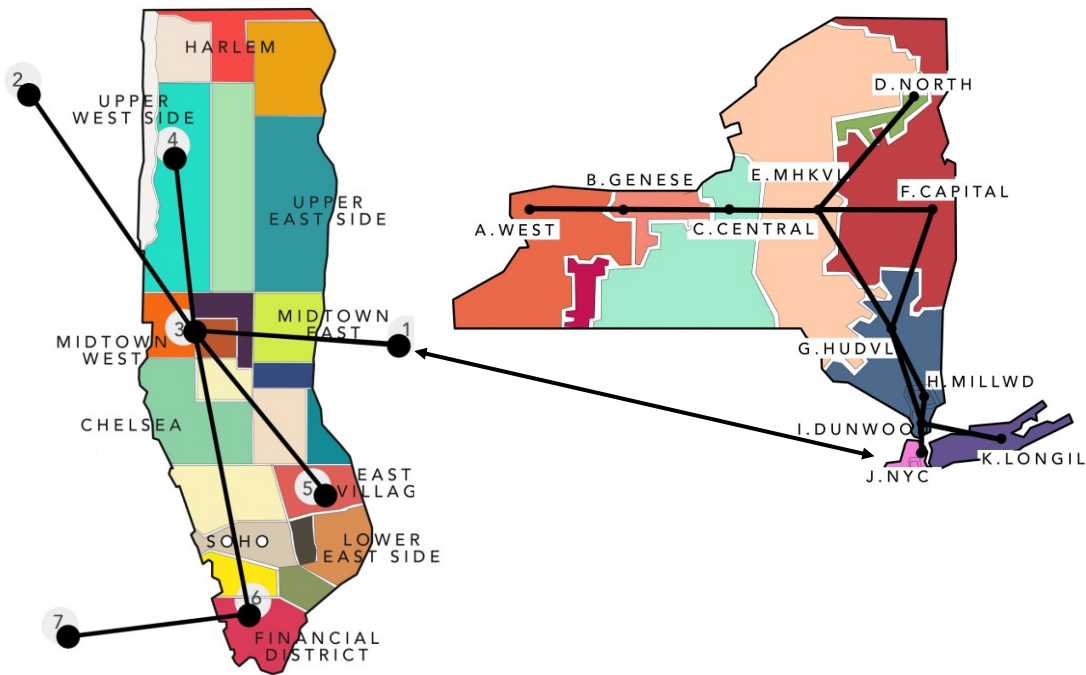 HARLEM
2
UPPER
WEST SIDE
4
UPPER
EAST SIDE
3
MIDTOWN
EAST
1
MIDTOWN
WEST
CHELSEA
5
EAST
VILLAG
SOHO
LOWER
EAST SIDE
6
7
FINANCIAL
DISTRICT
D.NORTH
B.GENESE
E.MHKVL
F.CAPITAL
A.WEST
C.CENTRAL
G.HUDVL
H.MILLWD
I.DUNWOO
K.LONGIL
J.NYC